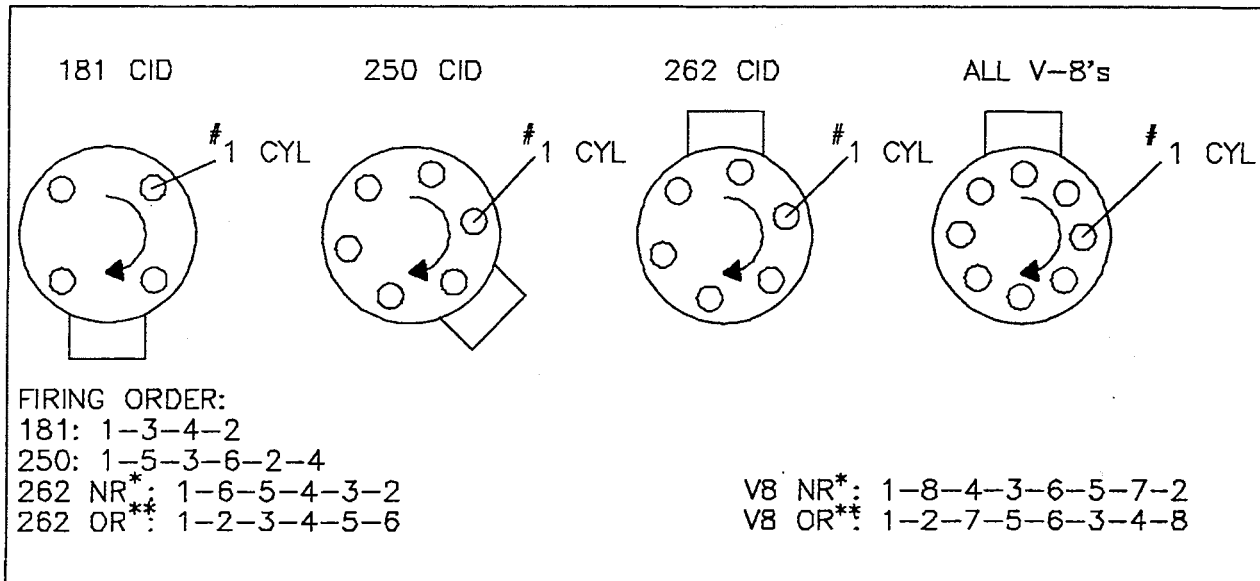 181 CID 250 CID 262 CID ALL V-8's
#1 CYL #1 CYL #1 CYL #1 CYL
FIRING ORDER:
181: 1-3-4-2
250: 1-5-3-6-2-4
262 NR*: 1-6-5-4-3-2
262 OR**: 1-2-3-4-5-6
V8 NR*: 1-8-4-3-6-5-7-2
V8 OR**: 1-2-7-5-6-3-4-8